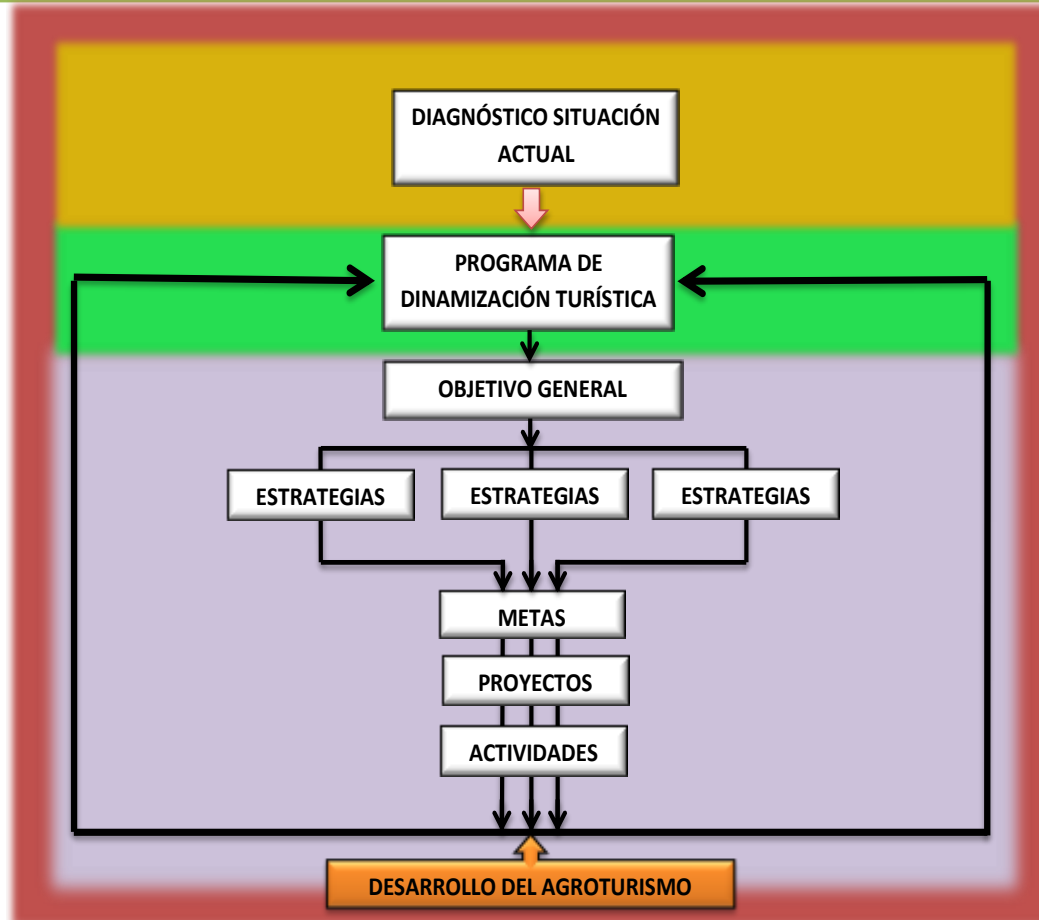 DIAGNÓSTICO SITUACIÓN
ACTUAL
PROGRAMA DE
DINAMIZACIÓN TURÍSTICA
OBJETIVO GENERAL
ESTRATEGIAS
ESTRATEGIAS
ESTRATEGIAS
METAS
PROYECTOS
ACTIVIDADES
DESARROLLO DEL AGROTURISMO